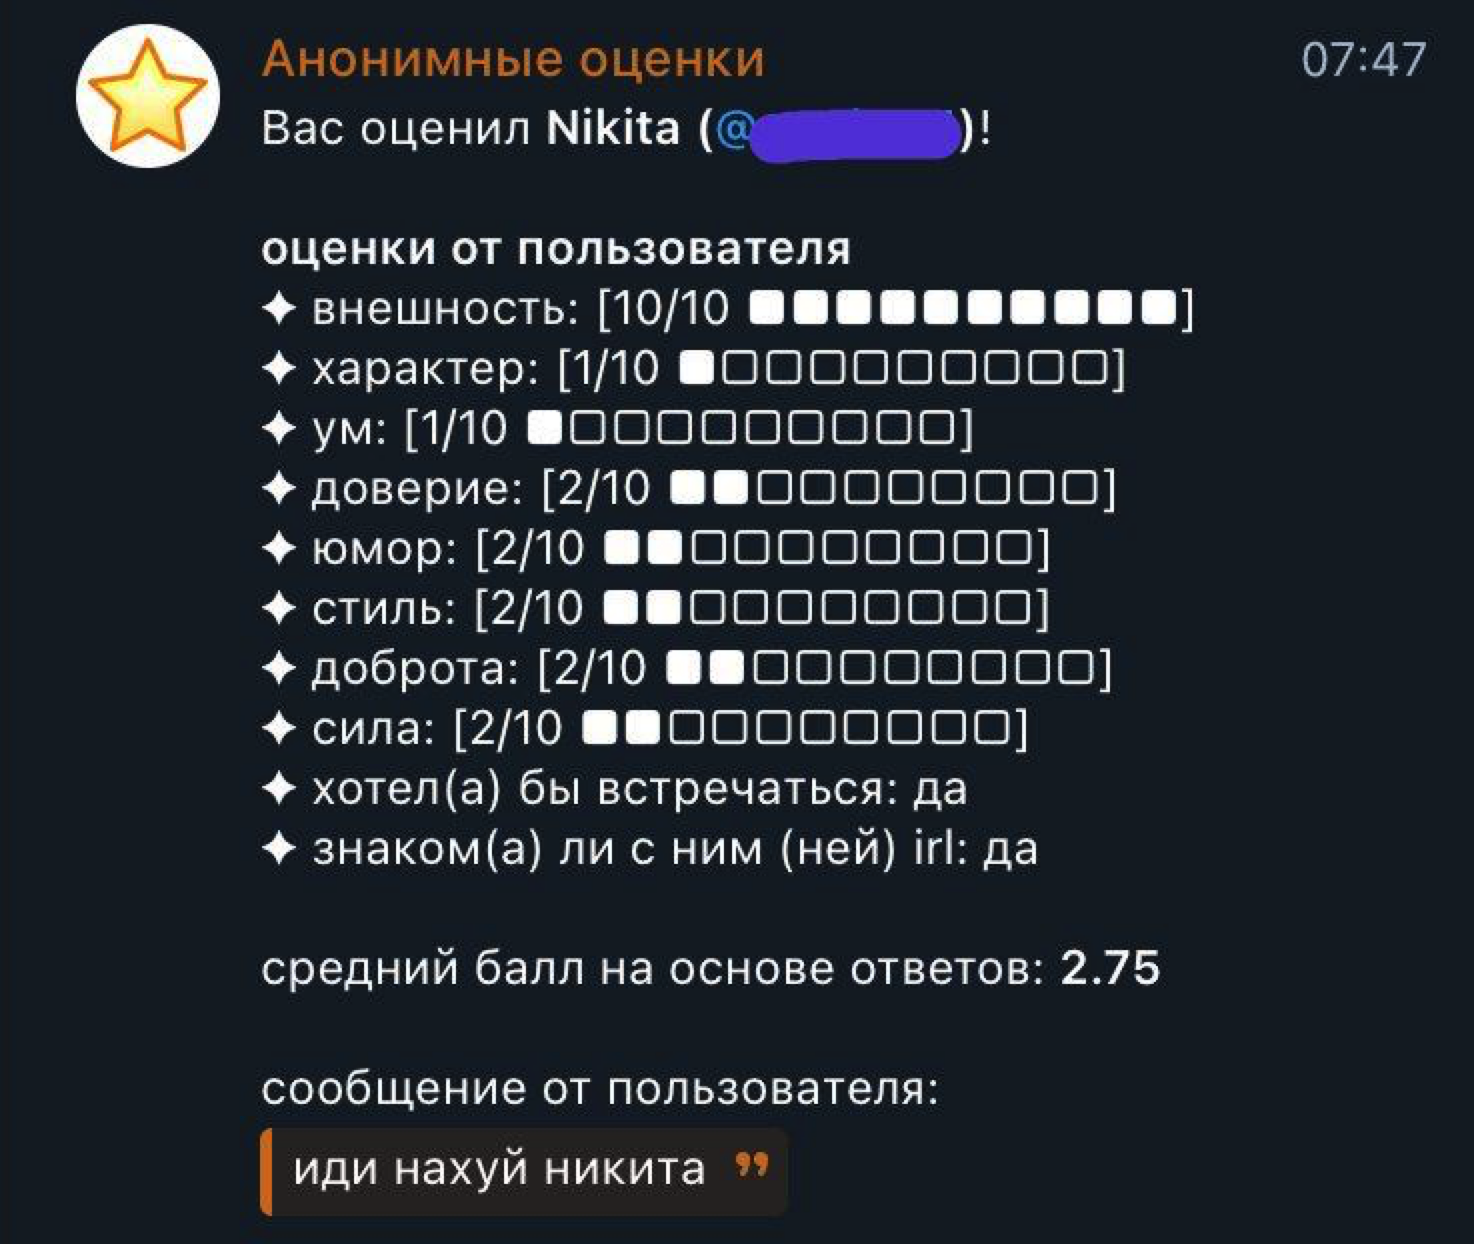 Анонимные оценки
07:47
Вас оценил Nikita (@)!
оценки от пользователя
✦ внешность: [10/10 ■■■■■■■■■■]
✦ характер: [1/10 ■□□□□□□□□□]
✦ ум: [1/10 ■□□□□□□□□□]
✦ доверие: [2/10 ■■□□□□□□□□]
✦ юмор: [2/10 ■■□□□□□□□□]
✦ стиль: [2/10 ■■□□□□□□□□]
✦ доброта: [2/10 ■■□□□□□□□□]
✦ сила: [2/10 ■■□□□□□□□□]
✦ хотел(а) бы встречаться: да
✦ знаком(а) ли с ним (ней) irl: да
средний балл на основе ответов: 2.75
сообщение от пользователя:
иди нахуй никита ”